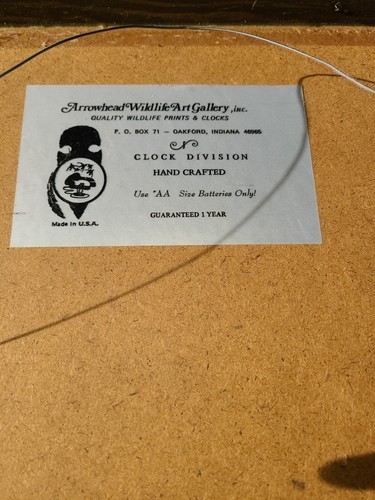 Arrowhead Wildlife Art Gallery, inc.
QUALITY WILDLIFE PRINTS & CLOCKS
P. O. BOX 71 — OAKFORD, INDIANA 46965
CLOCK DIVISION
HAND CRAFTED
Use "AA Size Batteries Only!
GUARANTEED 1 YEAR
Made in U.S.A.